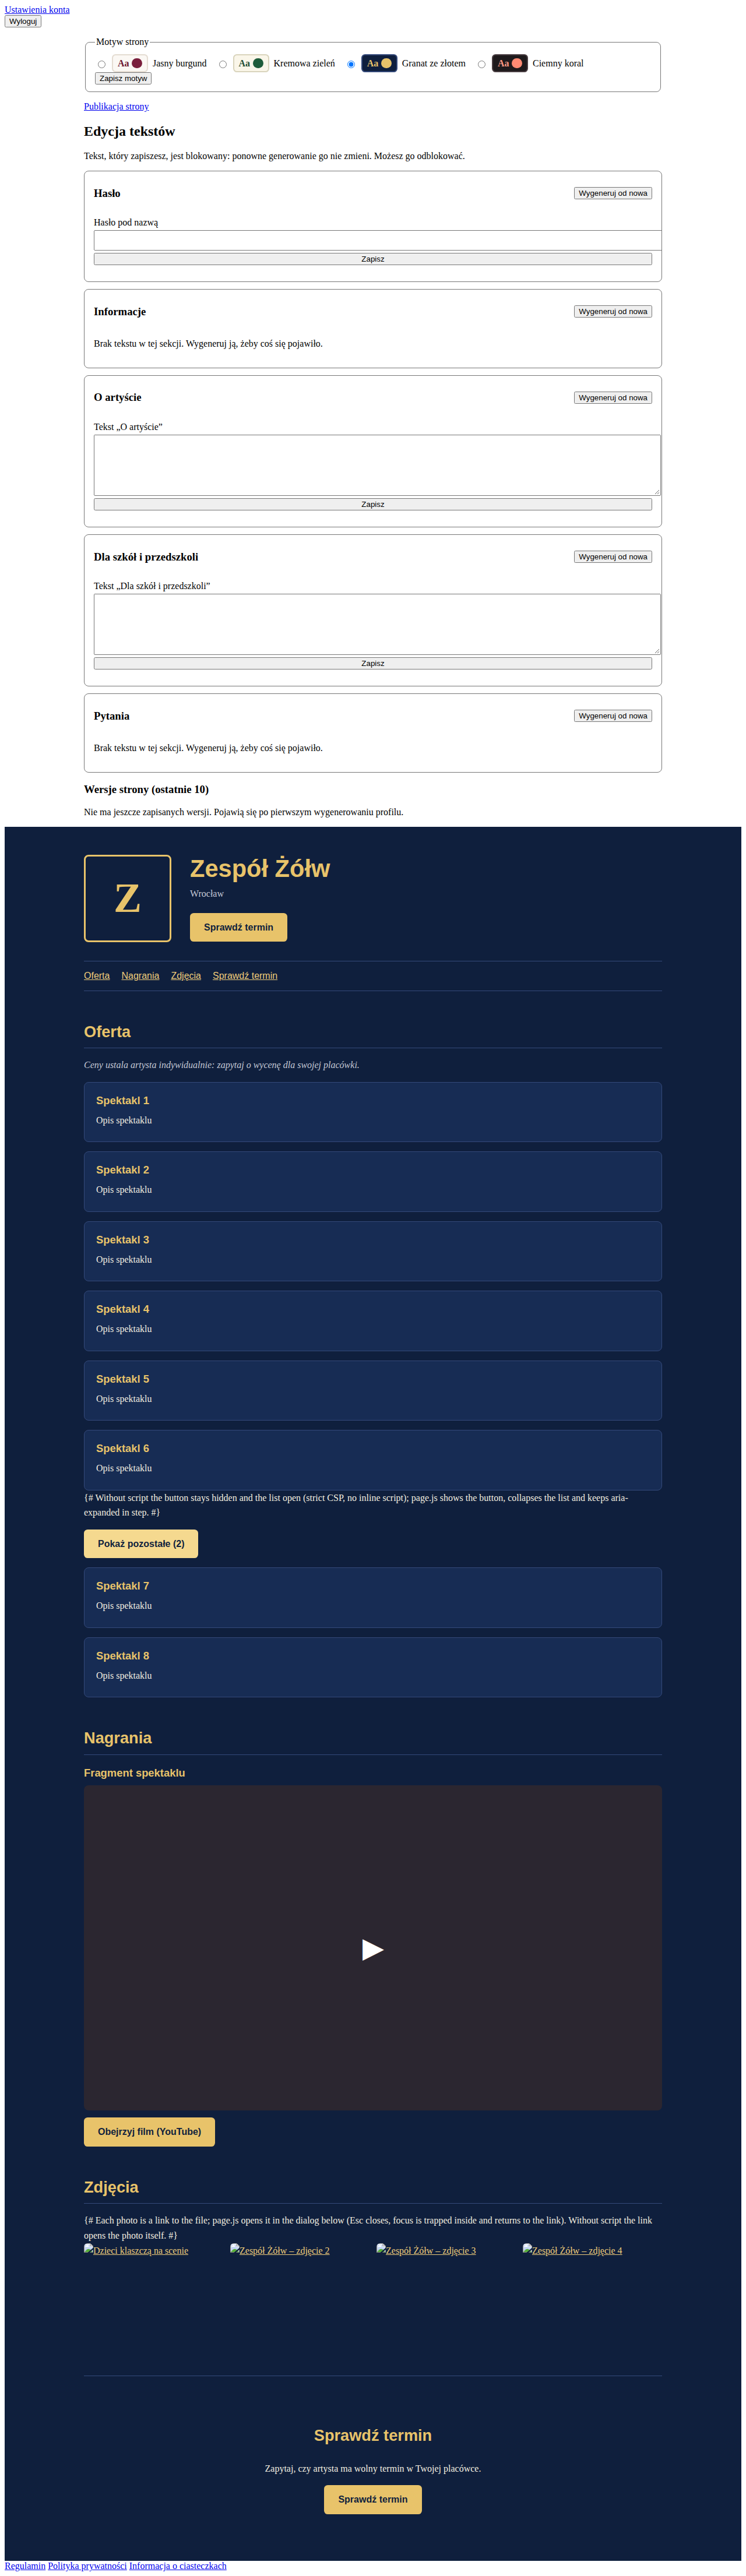 Ustawienia konta
Wyloguj
Motyw strony
Aa Jasny burgund Aa Kremowa zieleń Aa Granat ze złotem Aa Ciemny koral
Zapisz motyw
Publikacja strony
Edycja tekstów
Tekst, który zapiszesz, jest blokowany: ponowne generowanie go nie zmieni. Możesz go odblokować.
Hasło Wygeneruj od nowa
Hasło pod nazwą
Zapisz
Informacje Wygeneruj od nowa
Brak tekstu w tej sekcji. Wygeneruj ją, żeby coś się pojawiło.
O artyście Wygeneruj od nowa
Tekst „O artyście”
Zapisz
Dla szkół i przedszkoli Wygeneruj od nowa
Tekst „Dla szkół i przedszkoli”
Zapisz
Pytania Wygeneruj od nowa
Brak tekstu w tej sekcji. Wygeneruj ją, żeby coś się pojawiło.
Wersje strony (ostatnie 10)
Nie ma jeszcze zapisanych wersji. Pojawią się po pierwszym wygenerowaniu profilu.
Z
Zespół Żółw
Wrocław
Sprawdź termin
Oferta Nagrania Zdjęcia Sprawdź termin
Oferta
Ceny ustala artysta indywidualnie: zapytaj o wycenę dla swojej placówki.
Spektakl 1
Opis spektaklu
Spektakl 2
Opis spektaklu
Spektakl 3
Opis spektaklu
Spektakl 4
Opis spektaklu
Spektakl 5
Opis spektaklu
Spektakl 6
Opis spektaklu
{# Without script the button stays hidden and the list open (strict CSP, no inline script); page.js shows the button, collapses the list and keeps aria-
expanded in step. #}
Pokaż pozostałe (2)
Spektakl 7
Opis spektaklu
Spektakl 8
Opis spektaklu
Nagrania
Fragment spektaklu
Obejrzyj film (YouTube)
Zdjęcia
{# Each photo is a link to the file; page.js opens it in the dialog below (Esc closes, focus is trapped inside and returns to the link). Without script the link
opens the photo itself. #}
Dzieci klaszczą na scenie Zespół Żółw – zdjęcie 2 Zespół Żółw – zdjęcie 3 Zespół Żółw – zdjęcie 4
Sprawdź termin
Zapytaj, czy artysta ma wolny termin w Twojej placówce.
Sprawdź termin
Regulamin Polityka prywatności Informacja o ciasteczkach